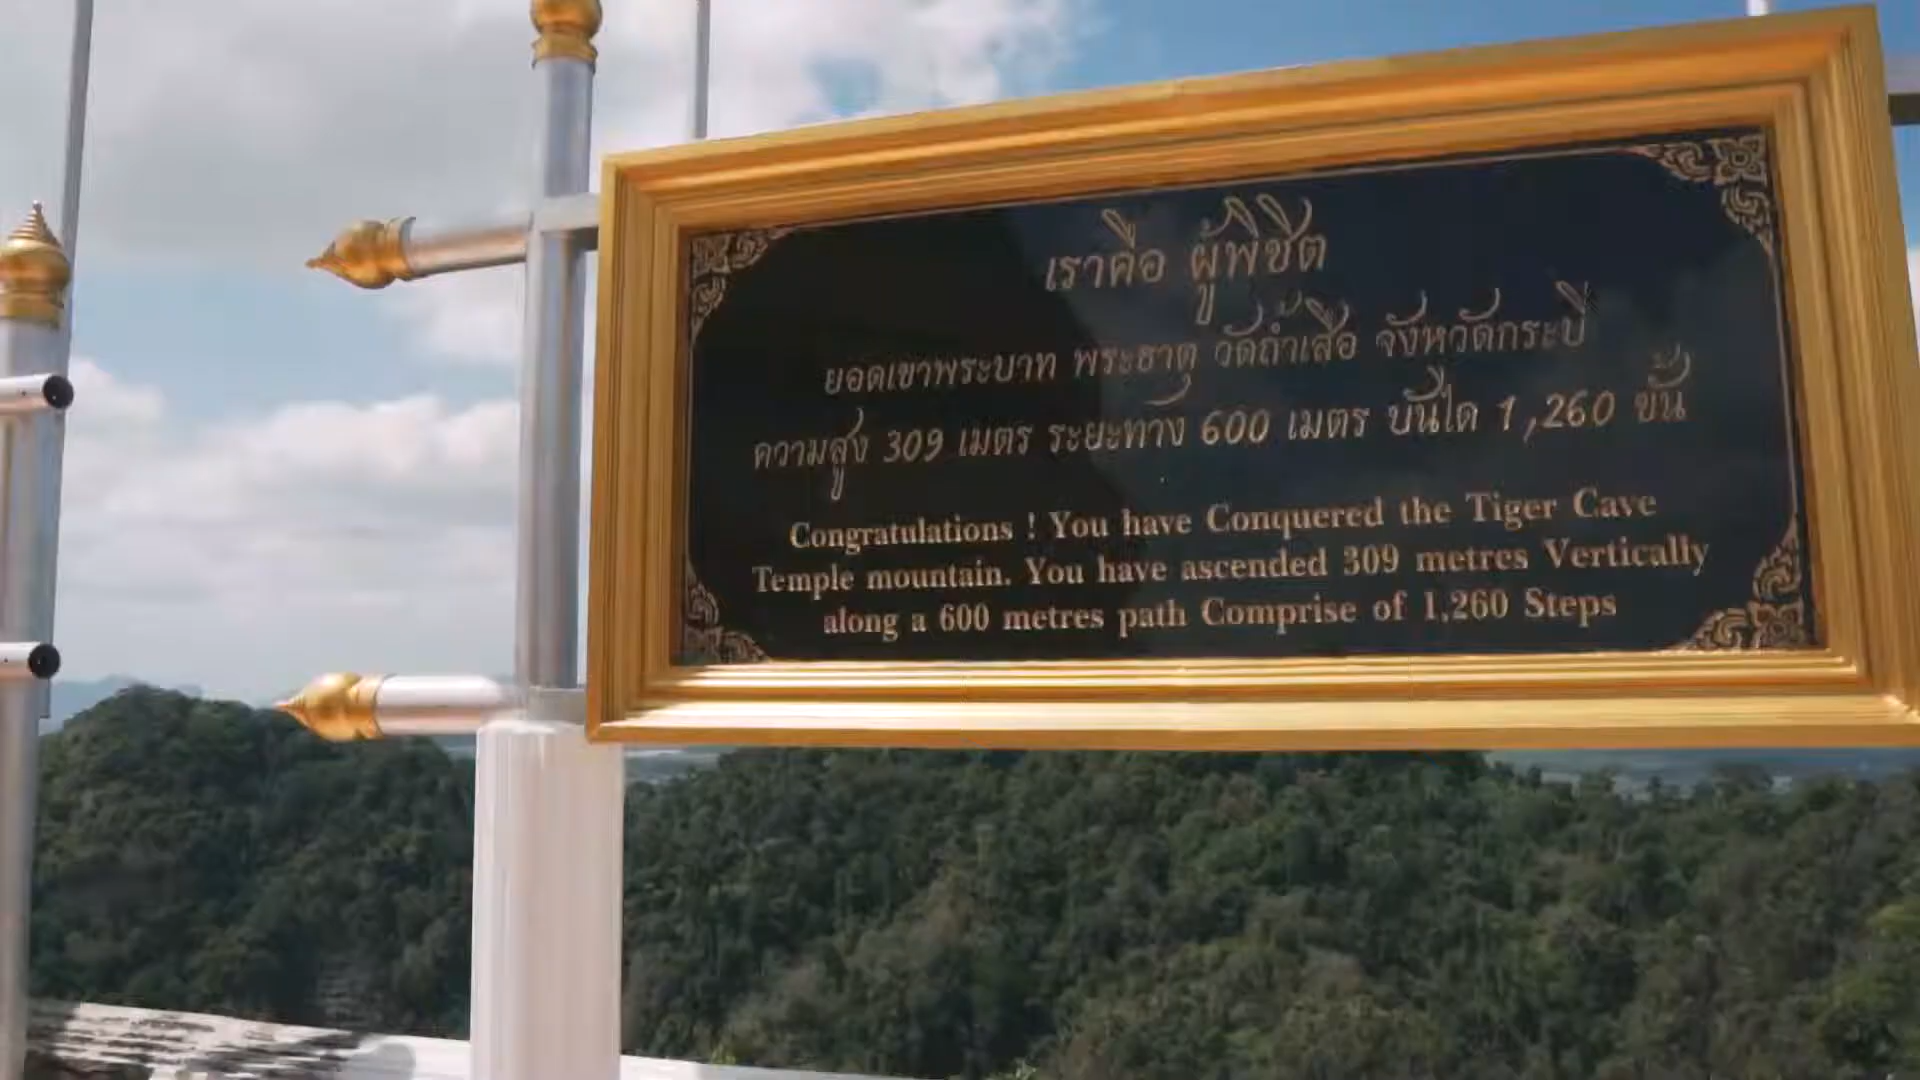 เราคือ ผู้พิชิต
ยอดเขาพระบาท พระธาตุ วัดถ้ำเสือ จังหวัดกระบี่
ความสูง 309 เมตร ระยะทาง 600 เมตร บันได 1,260 ขั้น
Congratulations ! You have Conquered the Tiger Cave
Temple mountain. You have ascended 309 metres Vertically
along a 600 metres path Comprise of 1,260 Steps